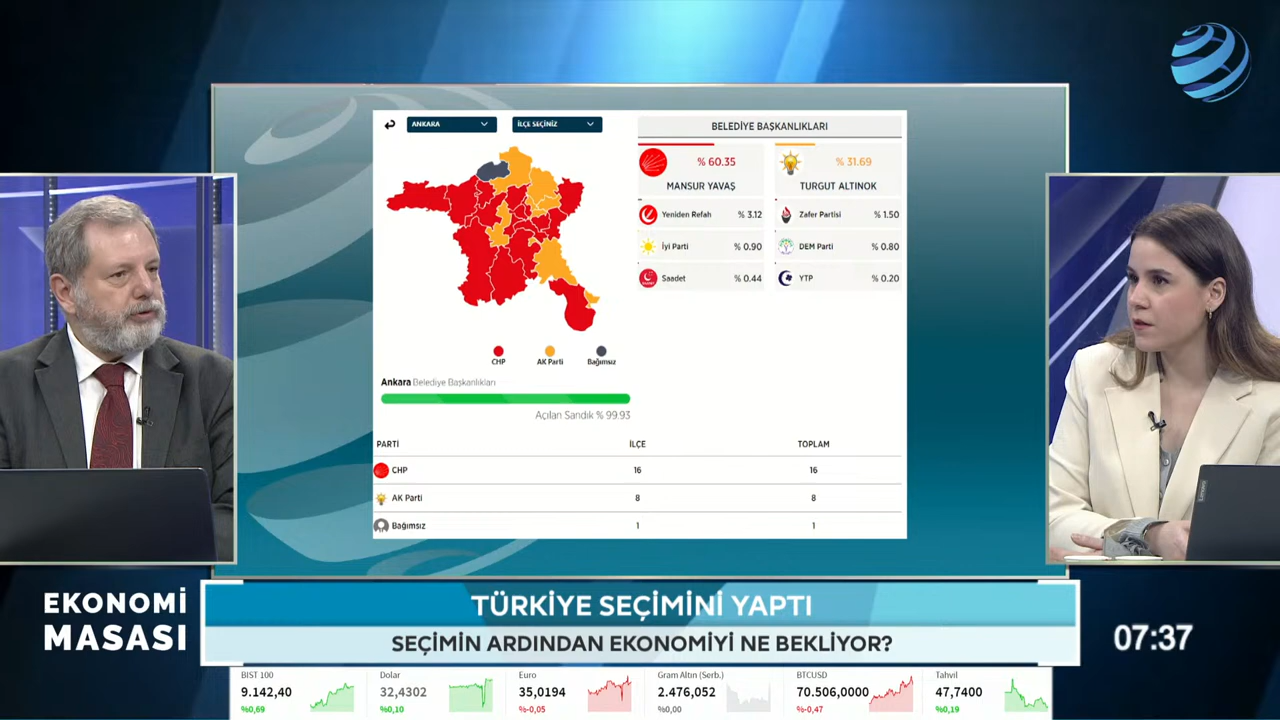 ANKARA
İLÇE SEÇİNİZ
BELEDİYE BAŞKANLIKLARI
% 60.35
MANSUR YAVAŞ
% 31.69
TURGUT ALTINOK
Yeniden Refah % 3.12
Zafer Partisi % 1.50
İyi Parti % 0.90
DEM Parti % 0.80
Saadet % 0.44
YTP % 0.20
CHP AK Parti Bağımsız
Ankara Belediye Başkanlıkları
Açılan Sandık % 99.93
PARTİ İLÇE TOPLAM
CHP 16 16
AK Parti 8 8
Bağımsız 1 1
Lenovo
EKONOMİ
MASASI
TÜRKİYE SEÇİMİNİ YAPTI
SEÇİMİN ARDINDAN EKONOMİYİ NE BEKLİYOR?
07:37
BIST 100
9.142,40
%0,69
Dolar
32,4302
%0,10
Euro
35,0194
%-0,05
Gram Altın (Serb.)
2.476,052
%0,00
BTCUSD
70.506,0000
%-0,47
Tahvil
47,7400
%0,19